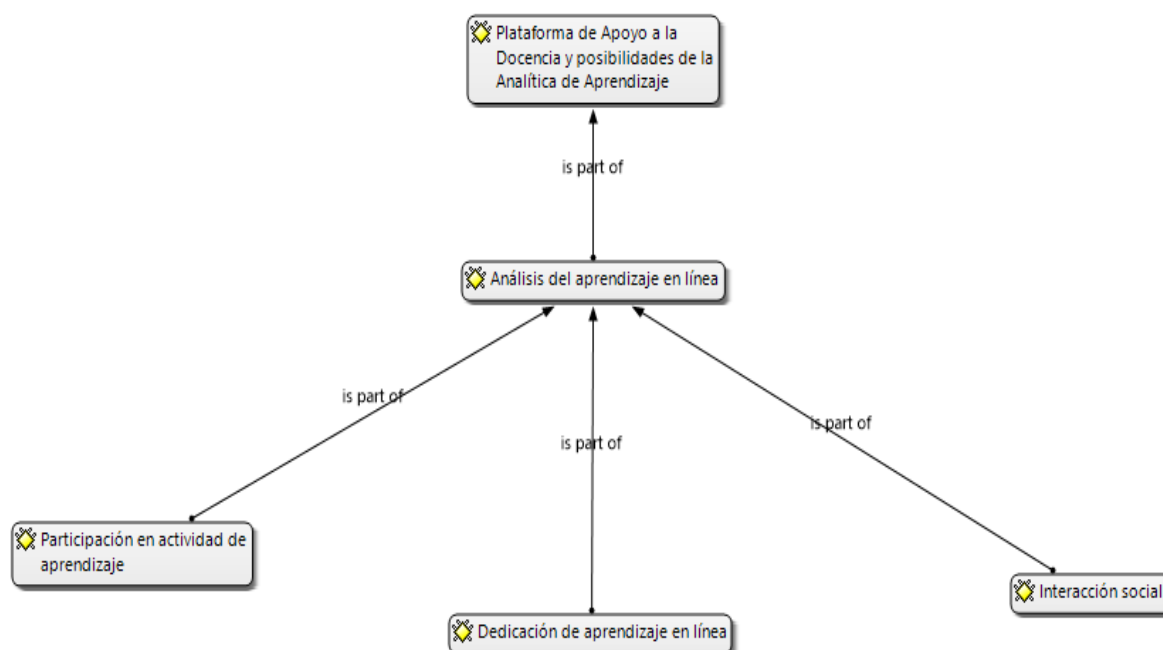 Plataforma de Apoyo a la
Docencia y posibilidades de la
Analítica de Aprendizaje
is part of
Análisis del aprendizaje en línea
is part of
is part of
is part of
Participación en actividad de
aprendizaje
Interacción social
Dedicación de aprendizaje en línea